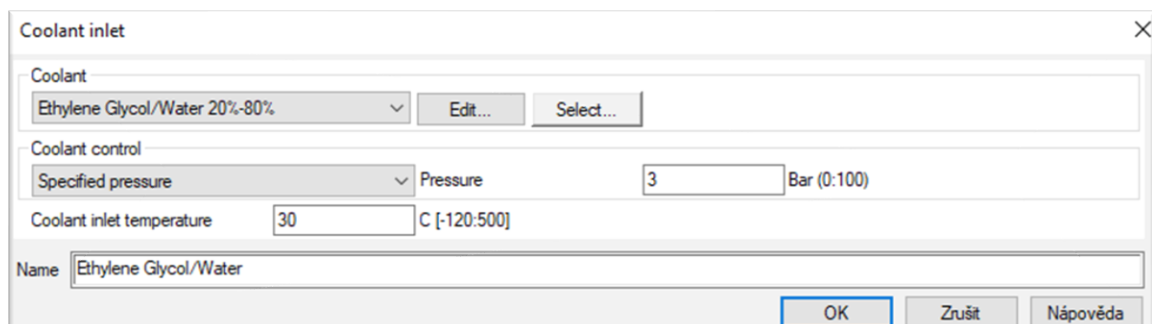 Coolant inlet
Coolant
Ethylene Glycol/Water 20%-80% Edit... Select...
Coolant control
Specified pressure Pressure 3 Bar (0:100)
Coolant inlet temperature 30 C [-120:500]
Name Ethylene Glycol/Water
OK Zrušit Nápověda